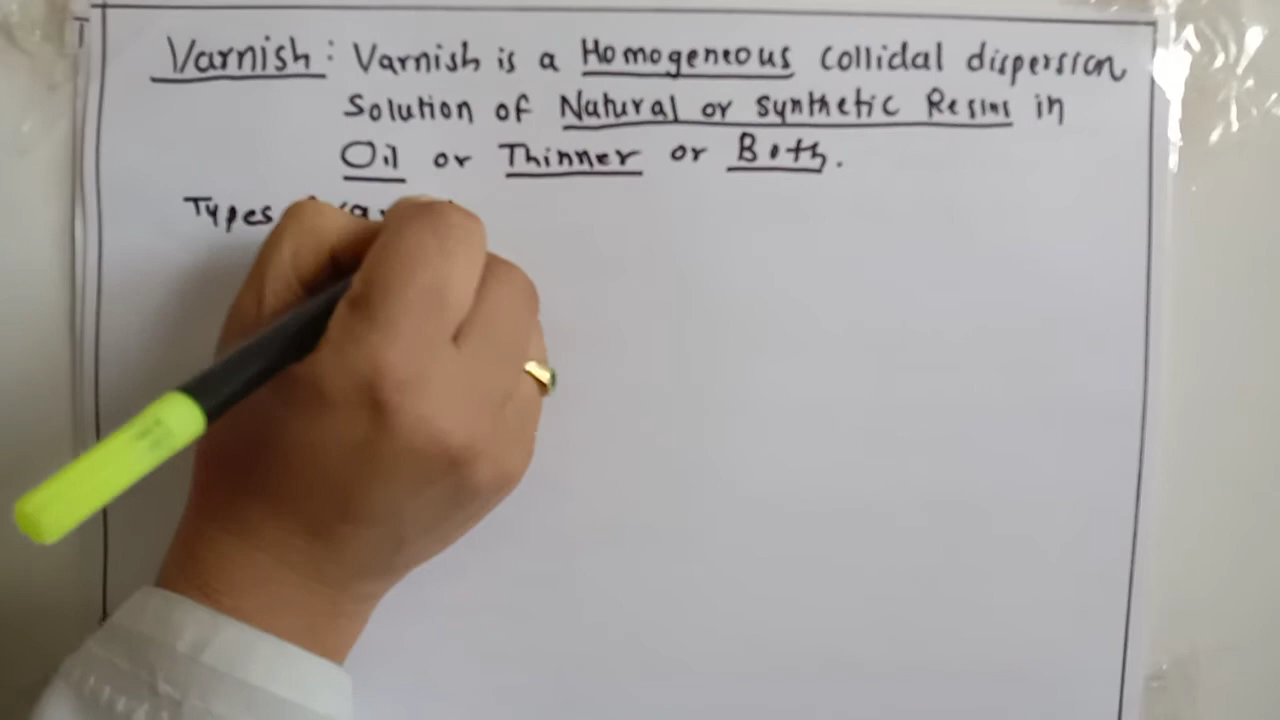 Varnish: Varnish is a Homogeneous collidal dispersion
Solution of Natural or synthetic Resins in
Oil or Thinner or Both.
Types